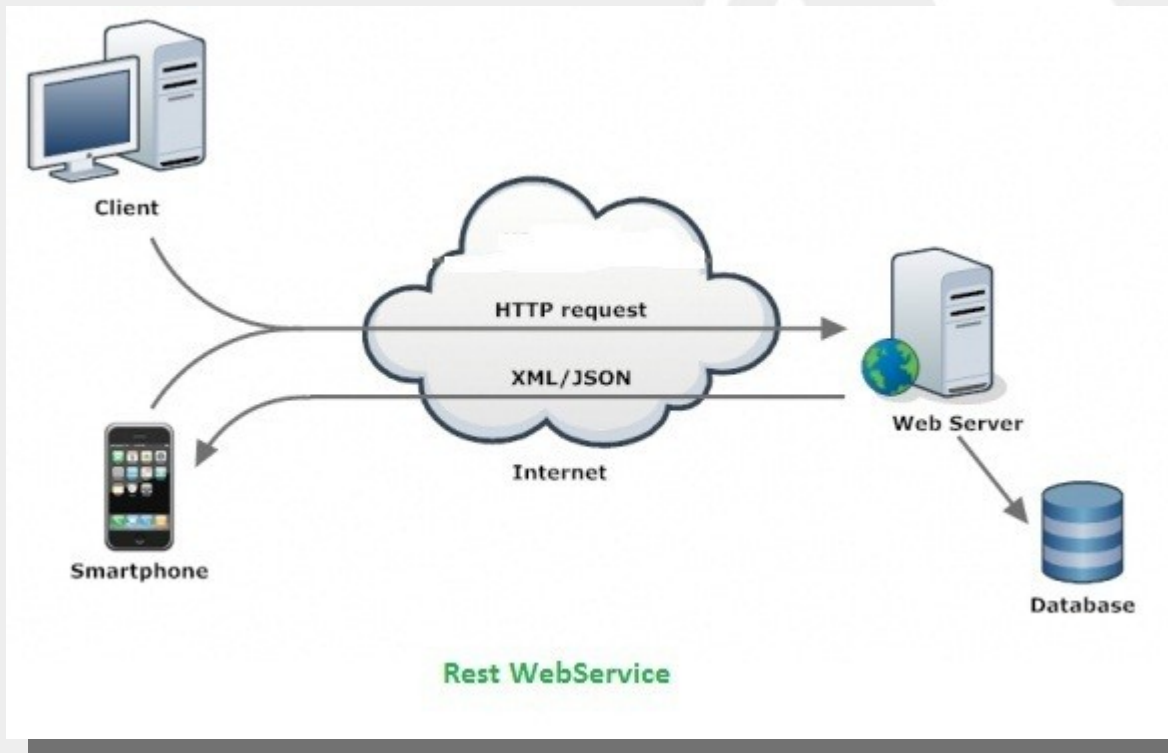 Client
HTTP request
XML/JSON
Web Server
Internet
Smartphone
Database
Rest WebService